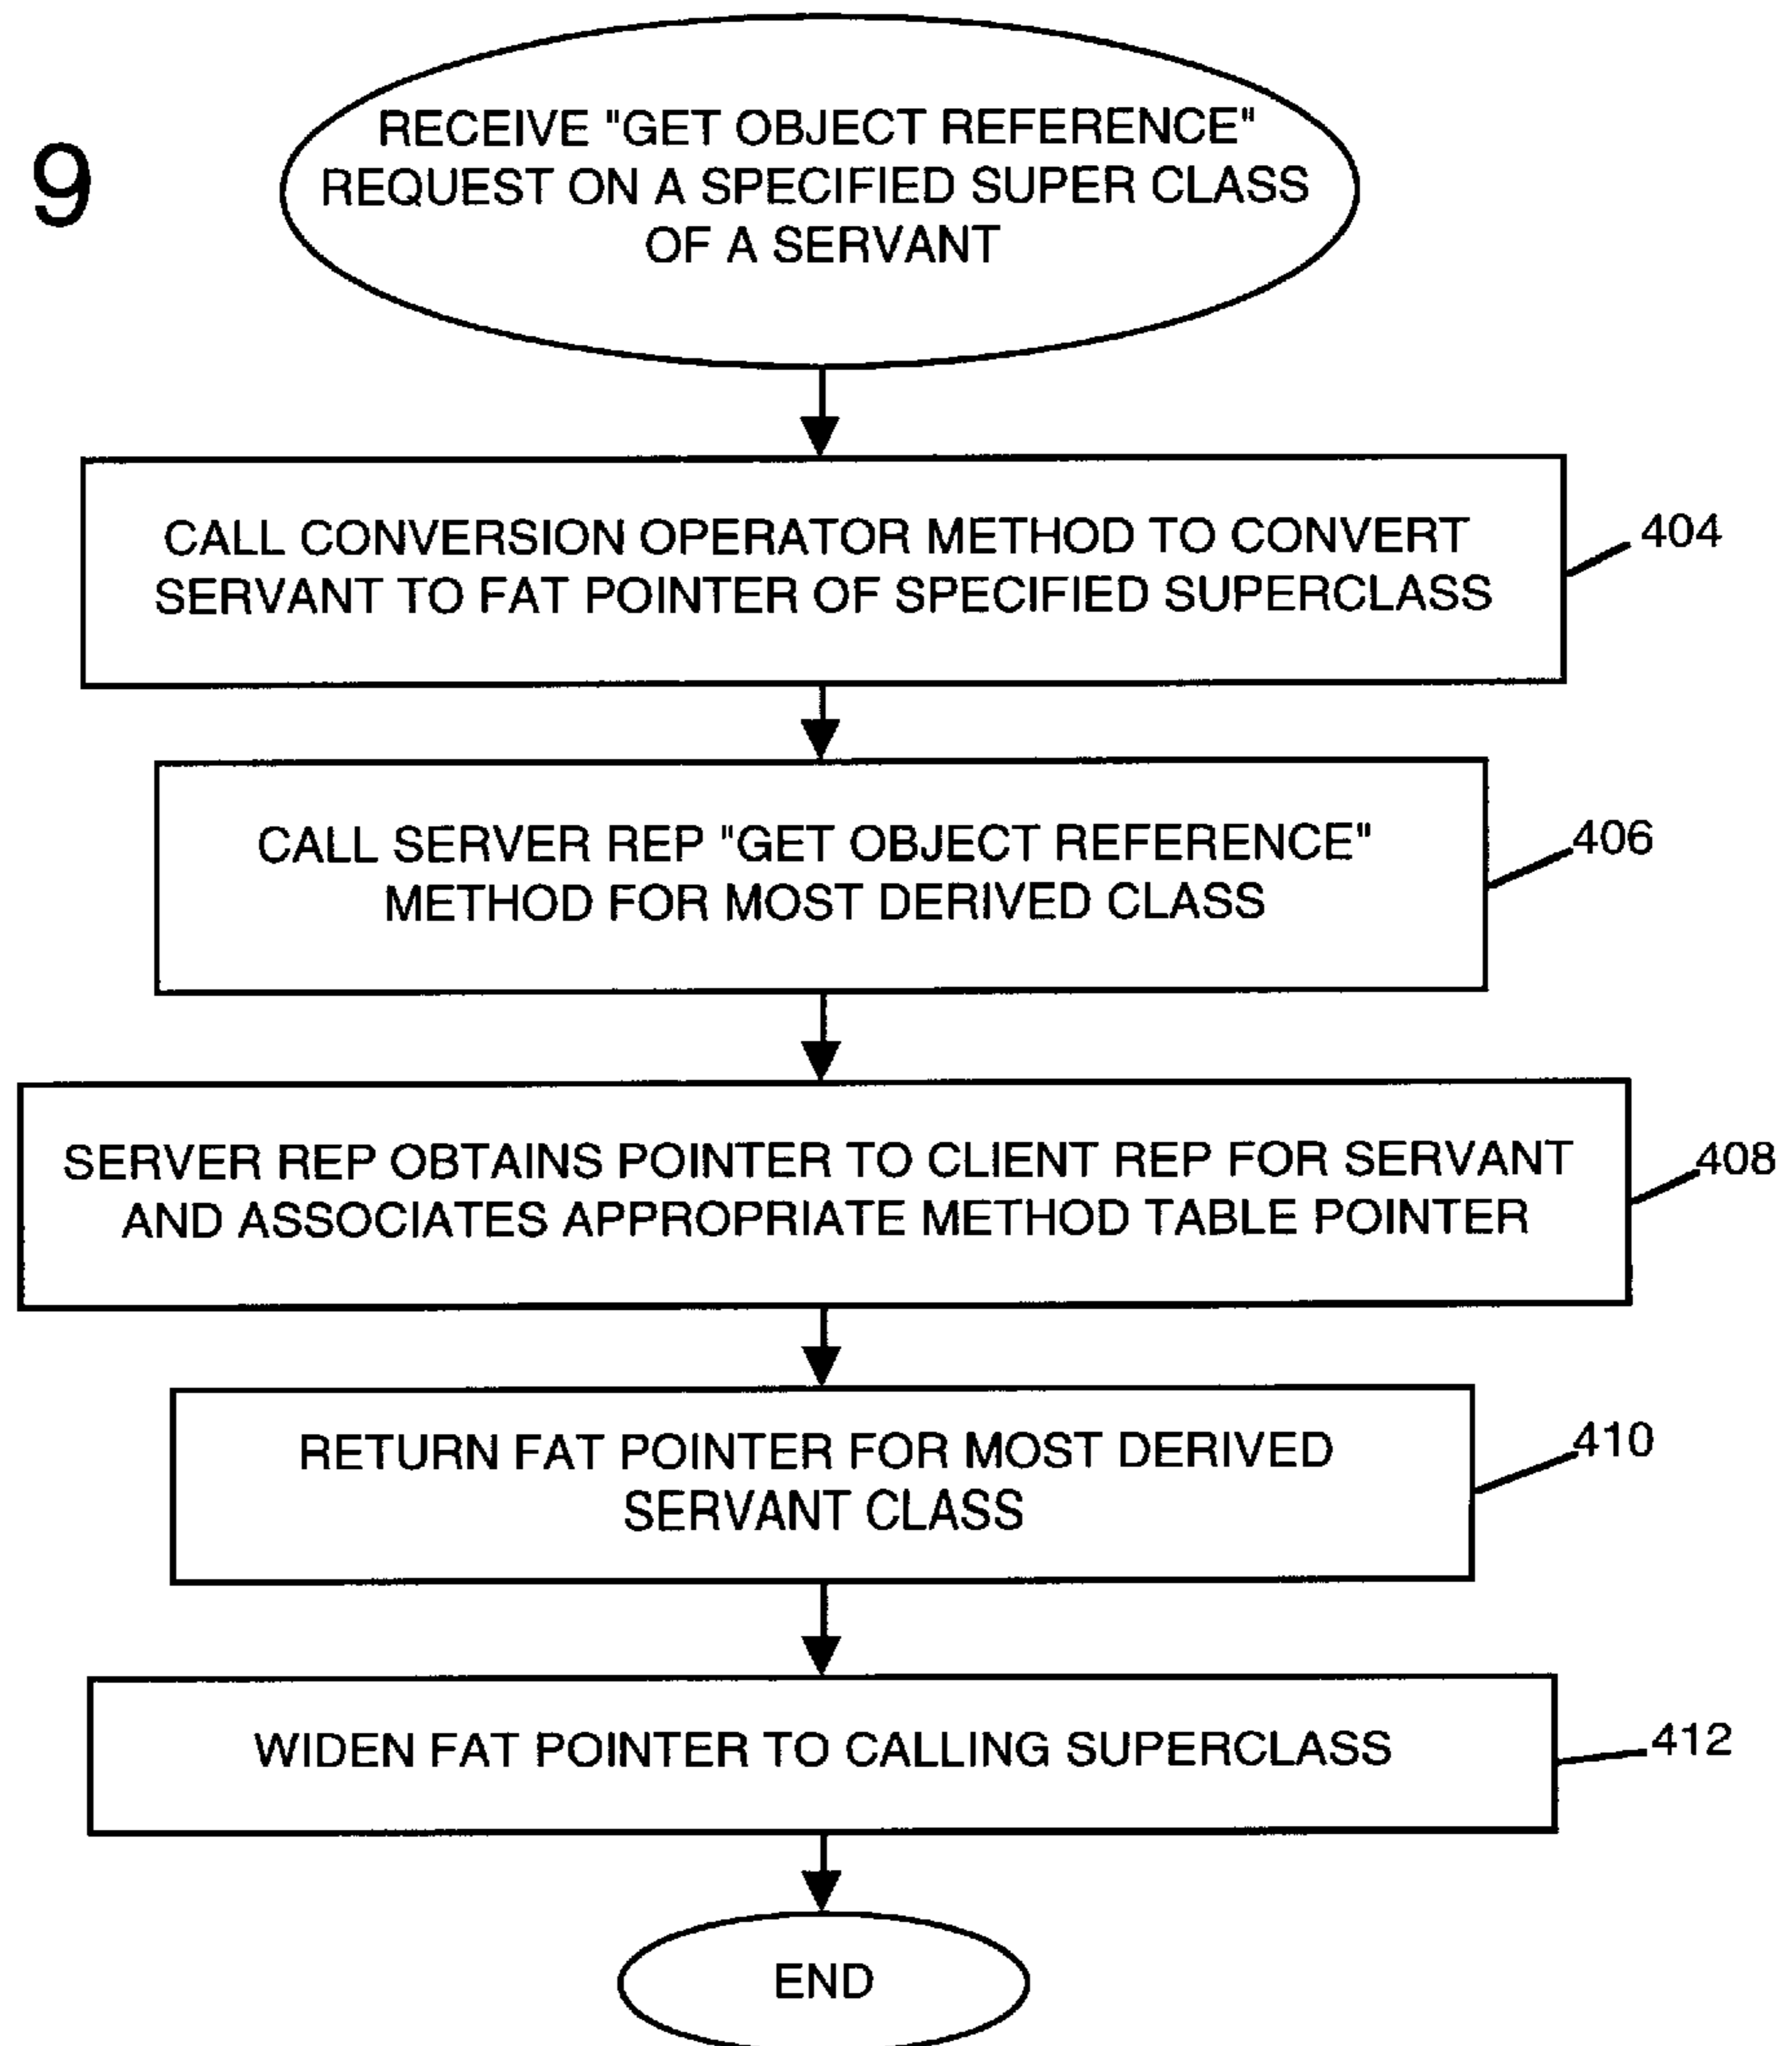 9
RECEIVE "GET OBJECT REFERENCE"
REQUEST ON A SPECIFIED SUPER CLASS
OF A SERVANT
CALL CONVERSION OPERATOR METHOD TO CONVERT
SERVANT TO FAT POINTER OF SPECIFIED SUPERCLASS
404
CALL SERVER REP "GET OBJECT REFERENCE"
METHOD FOR MOST DERIVED CLASS
406
SERVER REP OBTAINS POINTER TO CLIENT REP FOR SERVANT
AND ASSOCIATES APPROPRIATE METHOD TABLE POINTER
408
RETURN FAT POINTER FOR MOST DERIVED
SERVANT CLASS
410
WIDEN FAT POINTER TO CALLING SUPERCLASS
412
END